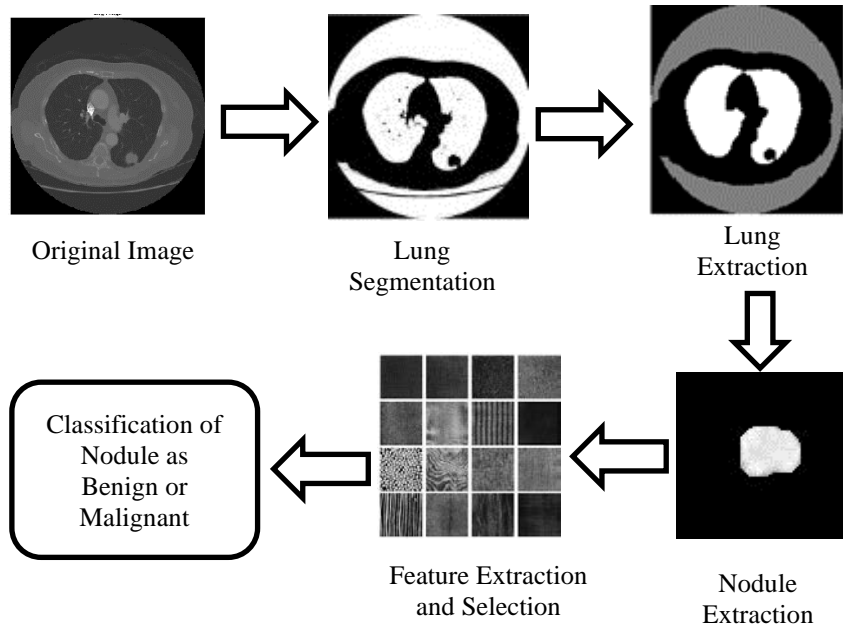 Original Image
Lung
Segmentation
Lung
Extraction
Nodule
Extraction
Feature Extraction
and Selection
Classification of
Nodule as
Benign or
Malignant